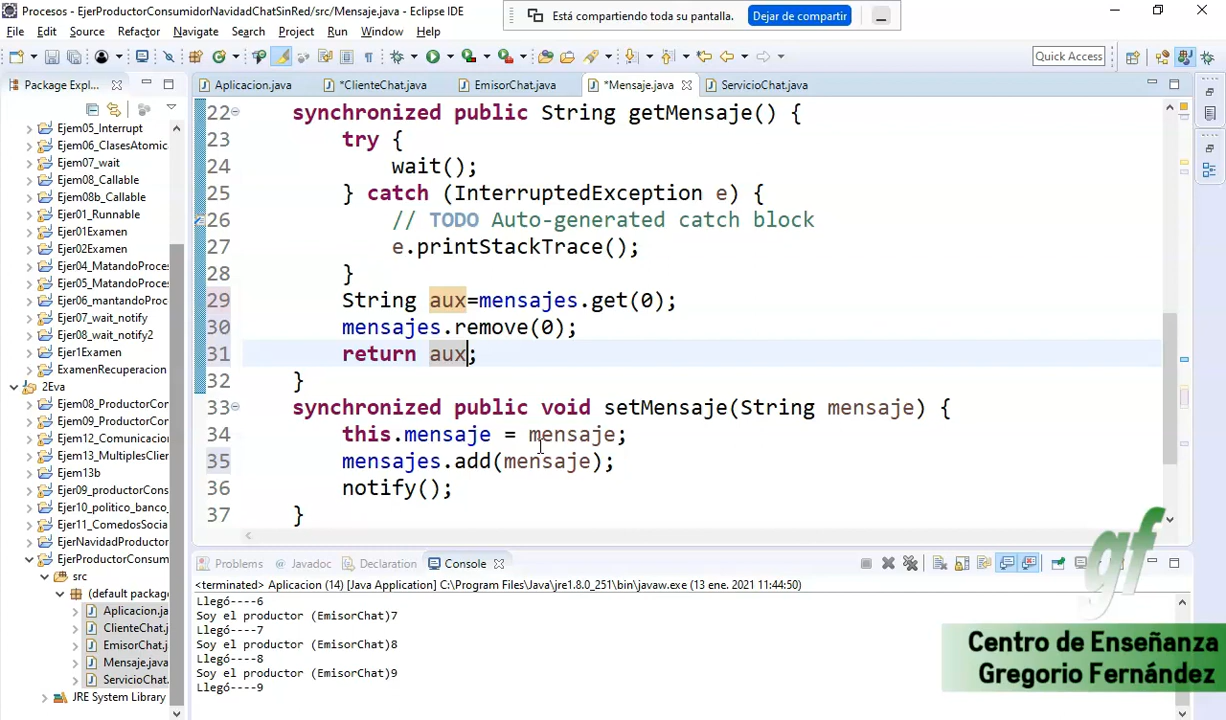 Procesos - EjerProductorConsumidorNavidadChatSinRed/src/Mensaje.java - Eclipse IDE
Está compartiendo toda su pantalla. Dejar de compartir
File Edit Source Refactor Navigate Search Project Run Window Help
Quick Access
Package Expl...
Aplicacion.java *ClienteChat.java EmisorChat.java *Mensaje.java ServicioChat.java
Ejem05_Interrupt
Ejem06_ClasesAtomic
Ejem07_wait
Ejem08_Callable
Ejem08b_Callable
Ejer01_Runnable
Ejer01Examen
Ejer02Examen
Ejer04_MatandoProce
Ejer05_MatandoProces
Ejer06_mantandoProc
Ejer07_wait_notify
Ejer08_wait_notify2
Ejer1Examen
ExamenRecuperacion
2Eva
Ejem08_ProductorCon
Ejem09_ProductorCon
Ejem12_Comunicacio
Ejem13_MultiplesClier
Ejem13b
Ejer09_productorCons
Ejer10_politico_banco_
Ejer11_ComedosSocia
EjerNavidadProductor
EjerProductorConsum
src
(default package
Aplicacion.ja
ClienteChat.j
EmisorChat.j
Mensaje.java
ServicioChat.
JRE System Library
22 synchronized public String getMensaje() {
23 try {
24 wait();
25 } catch (InterruptedException e) {
26 // TODO Auto-generated catch block
27 e.printStackTrace();
28 }
29 String aux=mensajes.get(0);
30 mensajes.remove(0);
31 return aux;
32 }
33 synchronized public void setMensaje(String mensaje) {
34 this.mensaje = mensaje;
35 mensajes.add(mensaje);
36 notify();
37 }
Problems Javadoc Declaration Console
<terminated> Aplicacion (14) [Java Application] C:\Program Files\Java\jre1.8.0_251\bin\javaw.exe (13 ene. 2021 11:44:50)
Llegó----6
Soy el productor (EmisorChat)7
Llegó----7
Soy el productor (EmisorChat)8
Llegó----8
Soy el productor (EmisorChat)9
Llegó----9
gf
Centro de Enseñanza
Gregorio Fernández